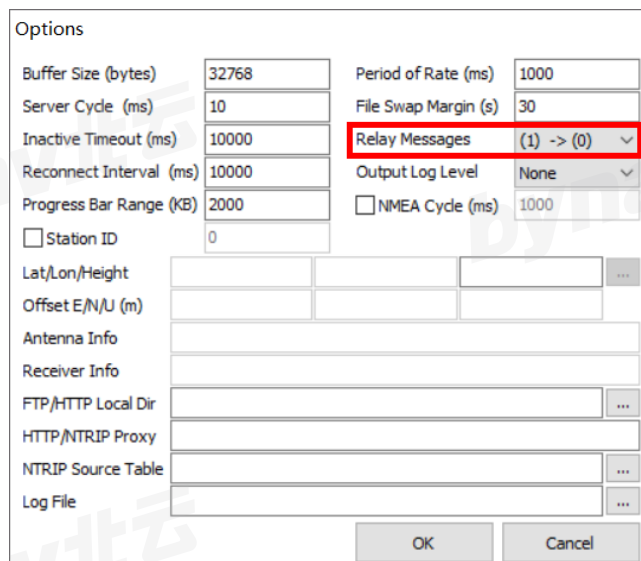 Options
Buffer Size (bytes) 32768 Period of Rate (ms) 1000
Server Cycle (ms) 10 File Swap Margin (s) 30
Inactive Timeout (ms) 10000 Relay Messages (1) -> (0)
Reconnect Interval (ms) 10000 Output Log Level None
Progress Bar Range (KB) 2000 NMEA Cycle (ms) 1000
Station ID 0
Lat/Lon/Height ...
Offset E/N/U (m)
Antenna Info
Receiver Info
FTP/HTTP Local Dir ...
HTTP/NTRIP Proxy
NTRIP Source Table ...
Log File ...
OK Cancel
北云